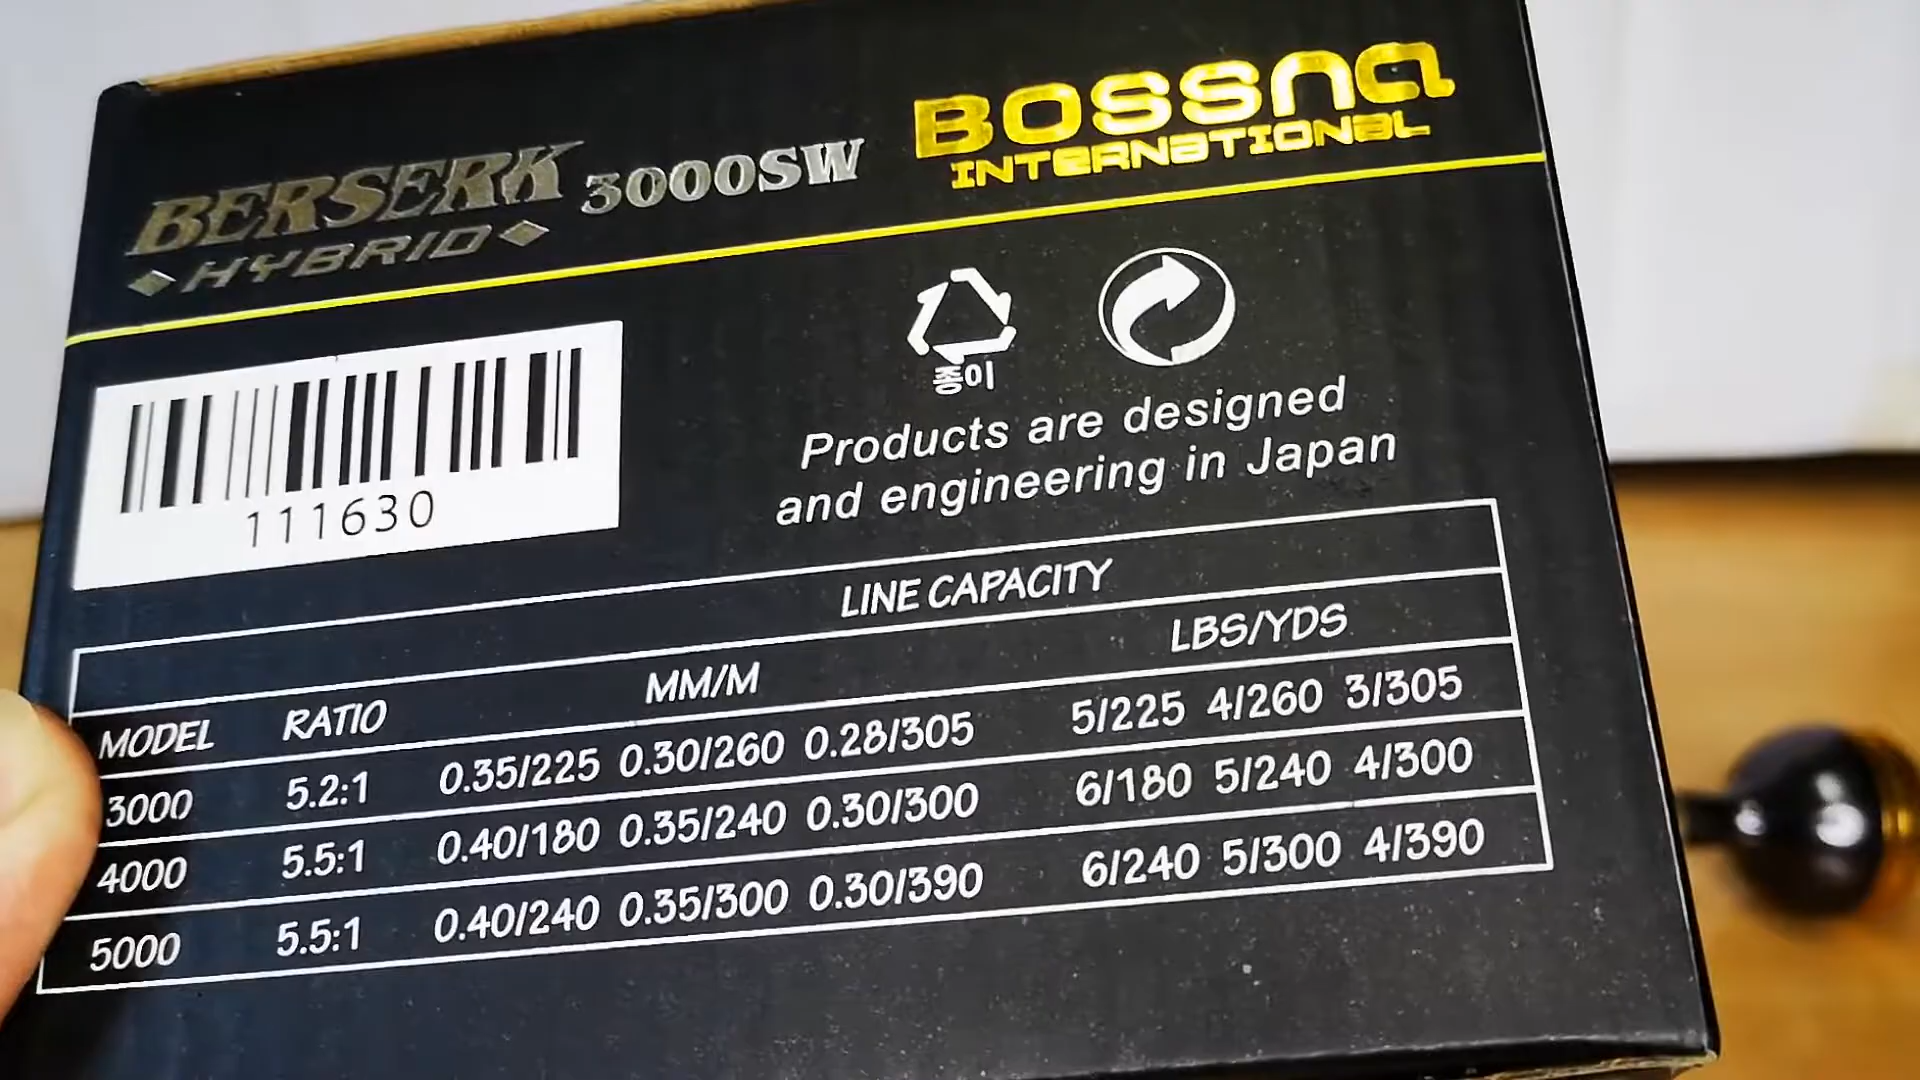 BERSERK 3000SW
HYBRID
BOSSNA
INTERNATIONAL
종이
Products are designed
and engineering in Japan
111630
LINE CAPACITY
MODEL RATIO MM/M LBS/YDS
3000 5.2:1 0.35/225 0.30/260 0.28/305 5/225 4/260 3/305
4000 5.5:1 0.40/180 0.35/240 0.30/300 6/180 5/240 4/300
5000 5.5:1 0.40/240 0.35/300 0.30/390 6/240 5/300 4/390